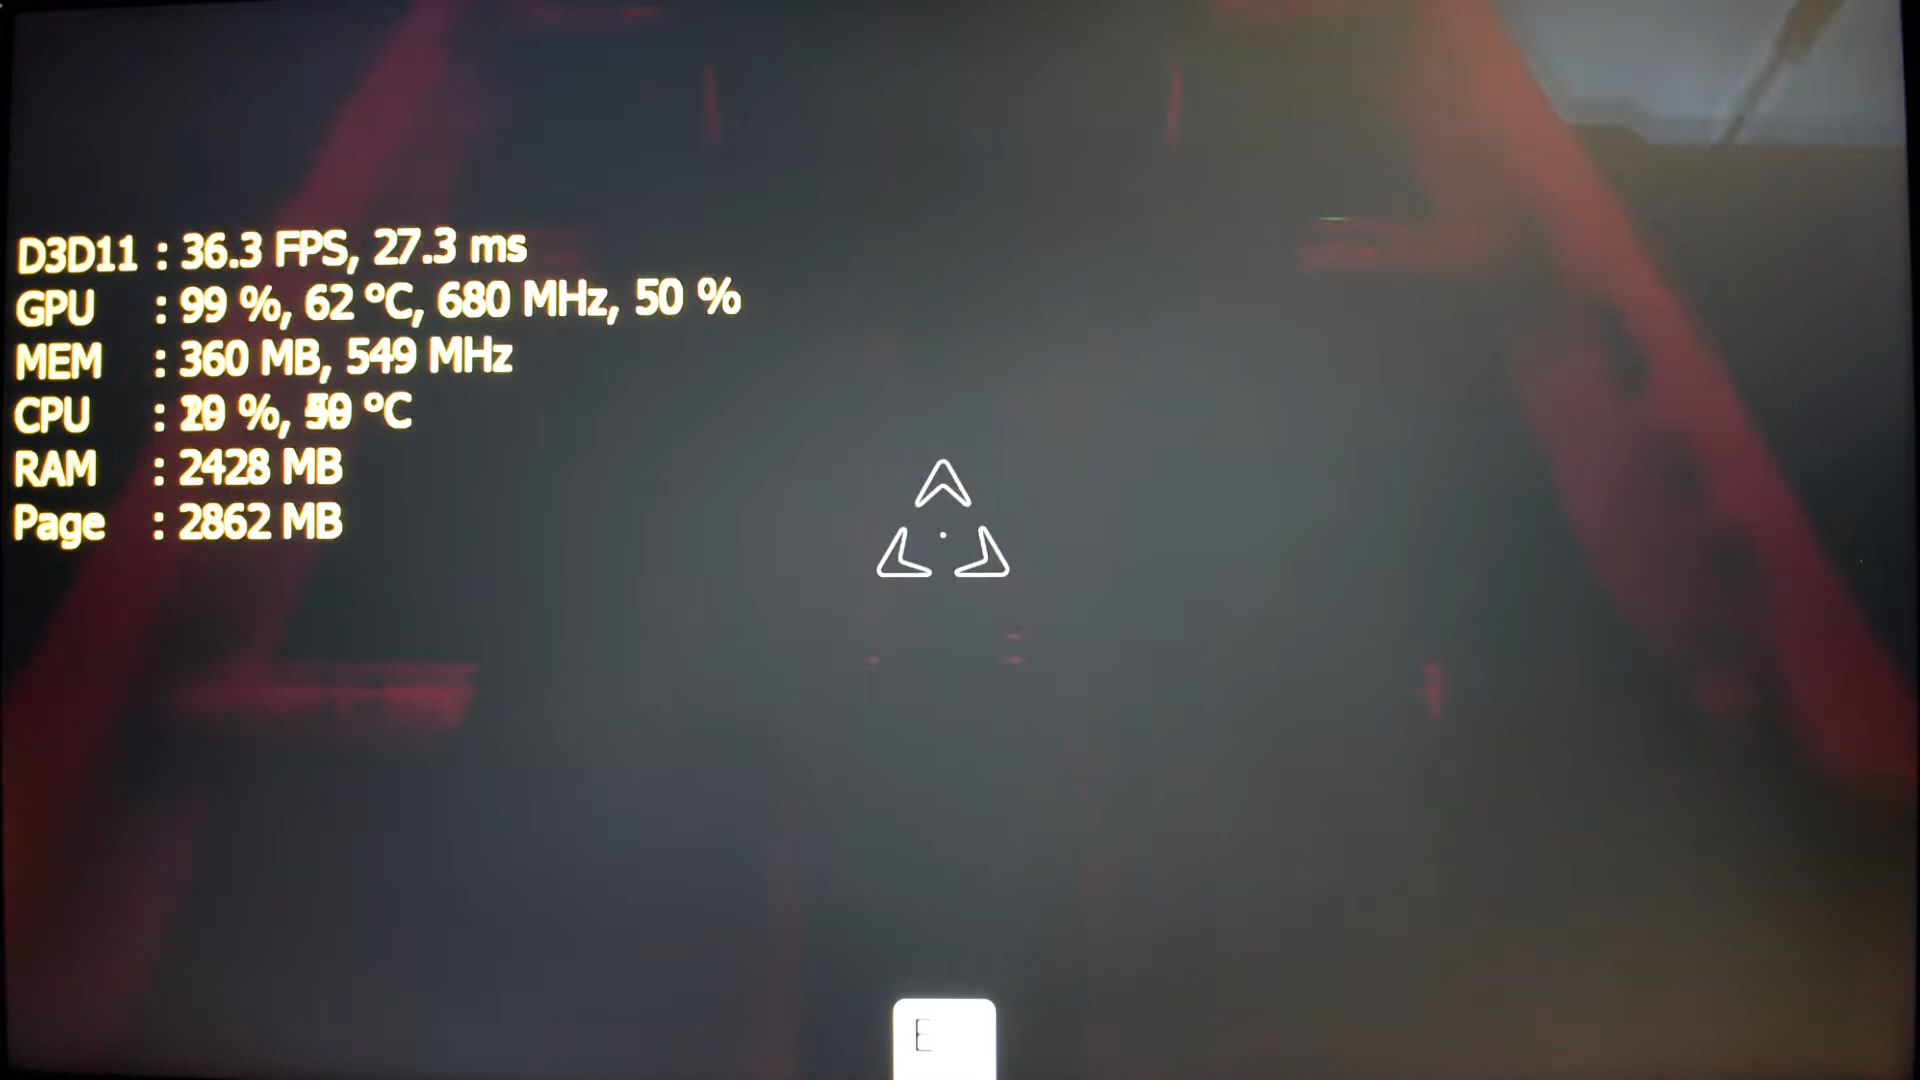 D3D11 : 36.3 FPS, 27.3 ms
GPU : 99 %, 62 °C, 680 MHz, 50 %
MEM : 360 MB, 549 MHz
CPU : %, °C
RAM : 2428 MB
Page : 2862 MB
E